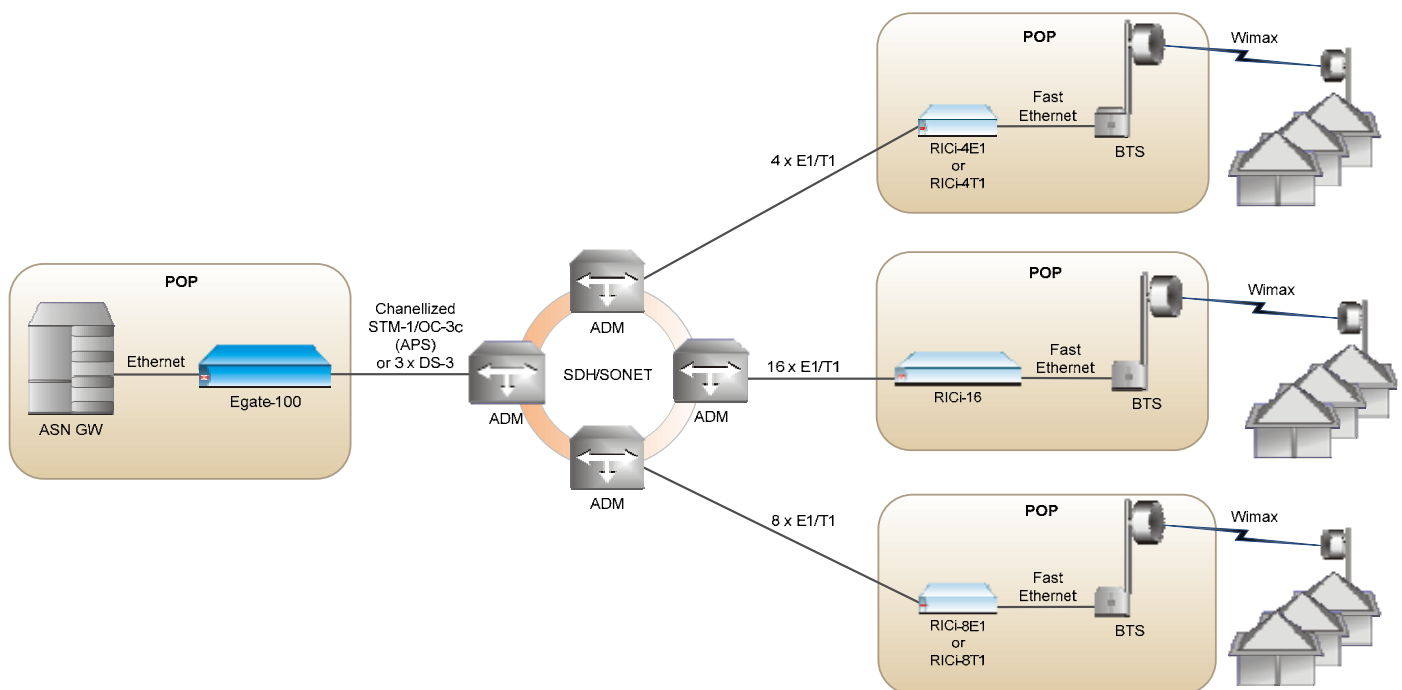 POP
ASN GW
Ethernet
Egate-100
Chanellized
STM-1/OC-3c
(APS)
or 3 x DS-3
ADM
ADM
SDH/SONET
ADM
ADM
4 x E1/T1
16 x E1/T1
8 x E1/T1
POP
RICi-4E1
or
RICi-4T1
Fast
Ethernet
BTS
Wimax
POP
RICi-16
Fast
Ethernet
BTS
Wimax
POP
RICi-8E1
or
RICi-8T1
Fast
Ethernet
BTS
Wimax